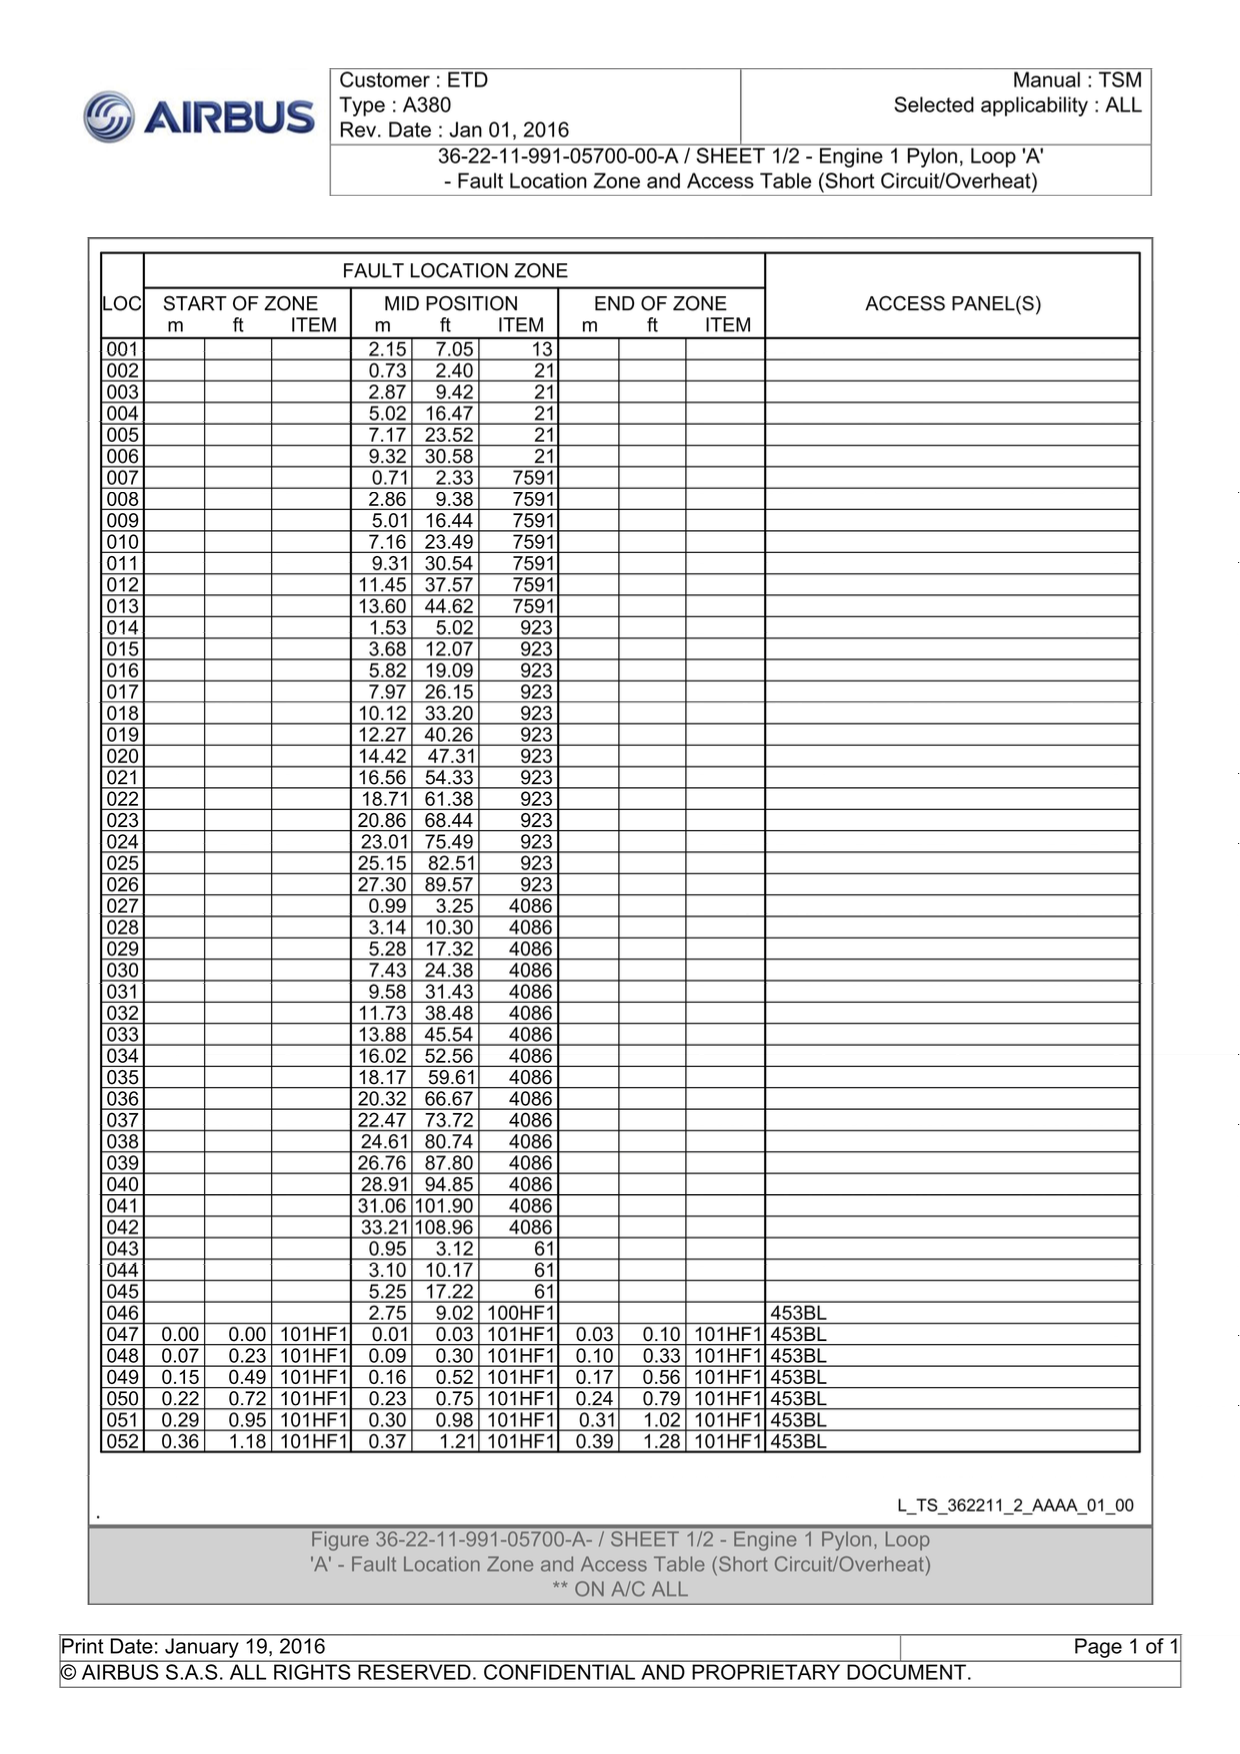 AIRBUS
Customer : ETD
Type : A380
Rev. Date : Jan 01, 2016
Manual : TSM
Selected applicability : ALL
36-22-11-991-05700-00-A / SHEET 1/2 - Engine 1 Pylon, Loop 'A'
- Fault Location Zone and Access Table (Short Circuit/Overheat)
FAULT LOCATION ZONE
LOC START OF ZONE MID POSITION END OF ZONE ACCESS PANEL(S)
m ft ITEM m ft ITEM m ft ITEM
001 2.15 7.05 13
002 0.73 2.40 21
003 2.87 9.42 21
004 5.02 16.47 21
005 7.17 23.52 21
006 9.32 30.58 21
007 0.71 2.33 7591
008 2.86 9.38 7591
009 5.01 16.44 7591
010 7.16 23.49 7591
011 9.31 30.54 7591
012 11.45 37.57 7591
013 13.60 44.62 7591
014 1.53 5.02 923
015 3.68 12.07 923
016 5.82 19.09 923
017 7.97 26.15 923
018 10.12 33.20 923
019 12.27 40.26 923
020 14.42 47.31 923
021 16.56 54.33 923
022 18.71 61.38 923
023 20.86 68.44 923
024 23.01 75.49 923
025 25.15 82.51 923
026 27.30 89.57 923
027 0.99 3.25 4086
028 3.14 10.30 4086
029 5.28 17.32 4086
030 7.43 24.38 4086
031 9.58 31.43 4086
032 11.73 38.48 4086
033 13.88 45.54 4086
034 16.02 52.56 4086
035 18.17 59.61 4086
036 20.32 66.67 4086
037 22.47 73.72 4086
038 24.61 80.74 4086
039 26.76 87.80 4086
040 28.91 94.85 4086
041 31.06 101.90 4086
042 33.21 108.96 4086
043 0.95 3.12 61
044 3.10 10.17 61
045 5.25 17.22 61
046 2.75 9.02 100HF1 453BL
047 0.00 0.00 101HF1 0.01 0.03 101HF1 0.03 0.10 101HF1 453BL
048 0.07 0.23 101HF1 0.09 0.30 101HF1 0.10 0.33 101HF1 453BL
049 0.15 0.49 101HF1 0.16 0.52 101HF1 0.17 0.56 101HF1 453BL
050 0.22 0.72 101HF1 0.23 0.75 101HF1 0.24 0.79 101HF1 453BL
051 0.29 0.95 101HF1 0.30 0.98 101HF1 0.31 1.02 101HF1 453BL
052 0.36 1.18 101HF1 0.37 1.21 101HF1 0.39 1.28 101HF1 453BL
L_TS_362211_2_AAAA_01_00
.
Figure 36-22-11-991-05700-A- / SHEET 1/2 - Engine 1 Pylon, Loop
'A' - Fault Location Zone and Access Table (Short Circuit/Overheat)
** ON A/C ALL
Print Date: January 19, 2016
Page 1 of 1
© AIRBUS S.A.S. ALL RIGHTS RESERVED. CONFIDENTIAL AND PROPRIETARY DOCUMENT.